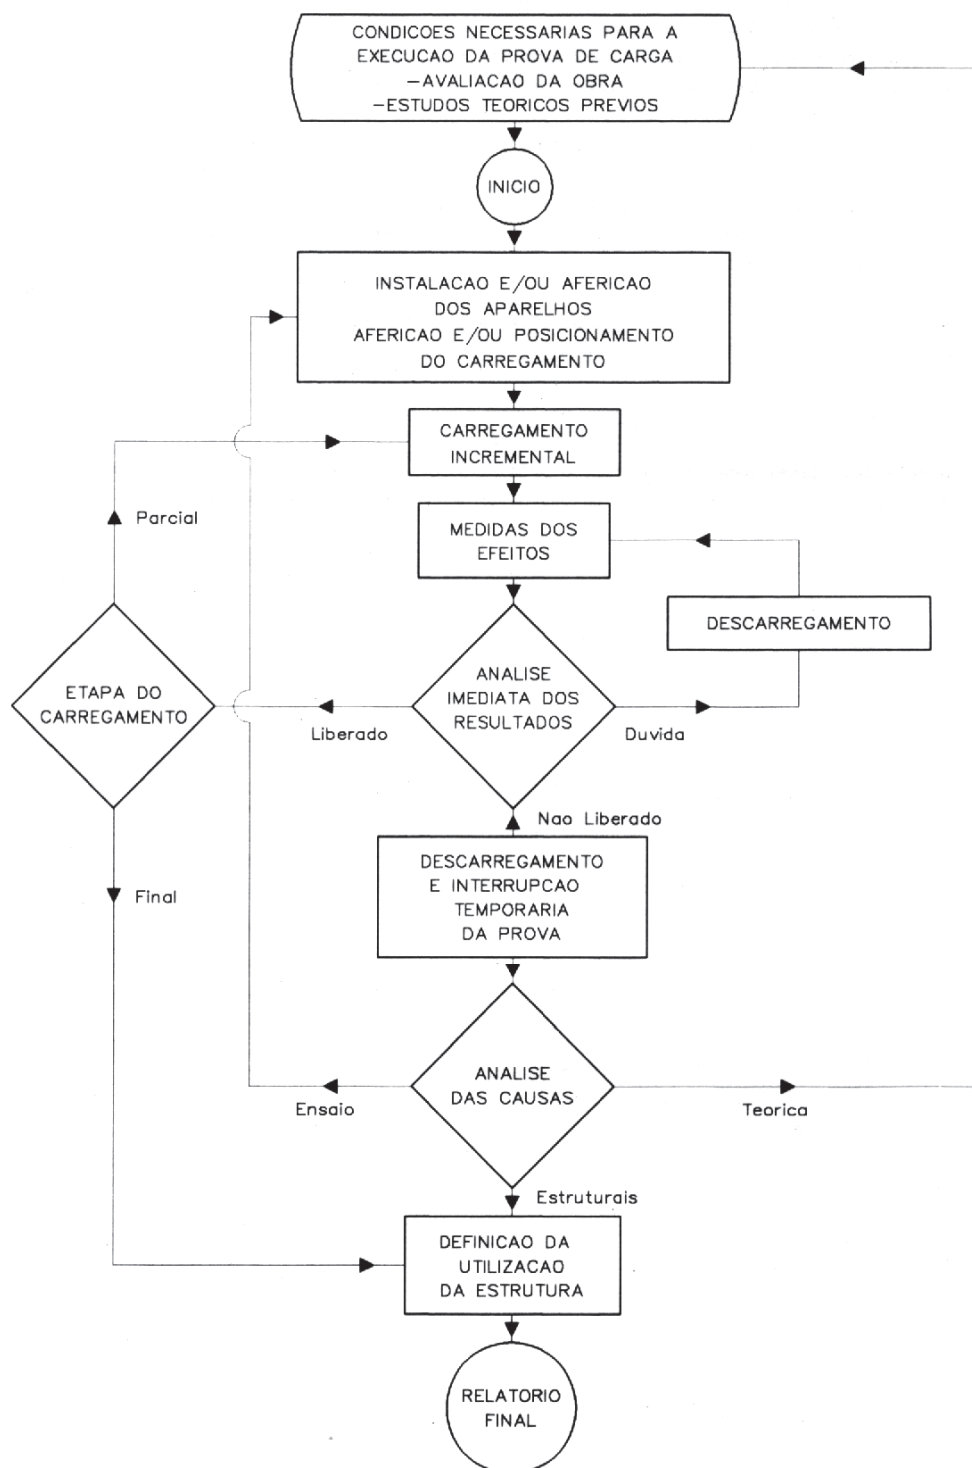 CONDICOES NECESSARIAS PARA A
EXECUCAO DA PROVA DE CARGA
-AVALIACAO DA OBRA
-ESTUDOS TEORICOS PREVIOS
INICIO
INSTALACAO E/OU AFERICAO
DOS APARELHOS
AFERICAO E/OU POSICIONAMENTO
DO CARREGAMENTO
CARREGAMENTO
INCREMENTAL
Parcial
MEDIDAS DOS
EFEITOS
DESCARREGAMENTO
ETAPA DO
CARREGAMENTO
ANALISE
IMEDIATA DOS
RESULTADOS
Liberado
Duvida
Nao Liberado
DESCARREGAMENTO
E INTERRUPCAO
TEMPORARIA
DA PROVA
Final
ANALISE
DAS CAUSAS
Ensaio
Teorica
Estruturais
DEFINICAO DA
UTILIZACAO
DA ESTRUTURA
RELATORIO
FINAL